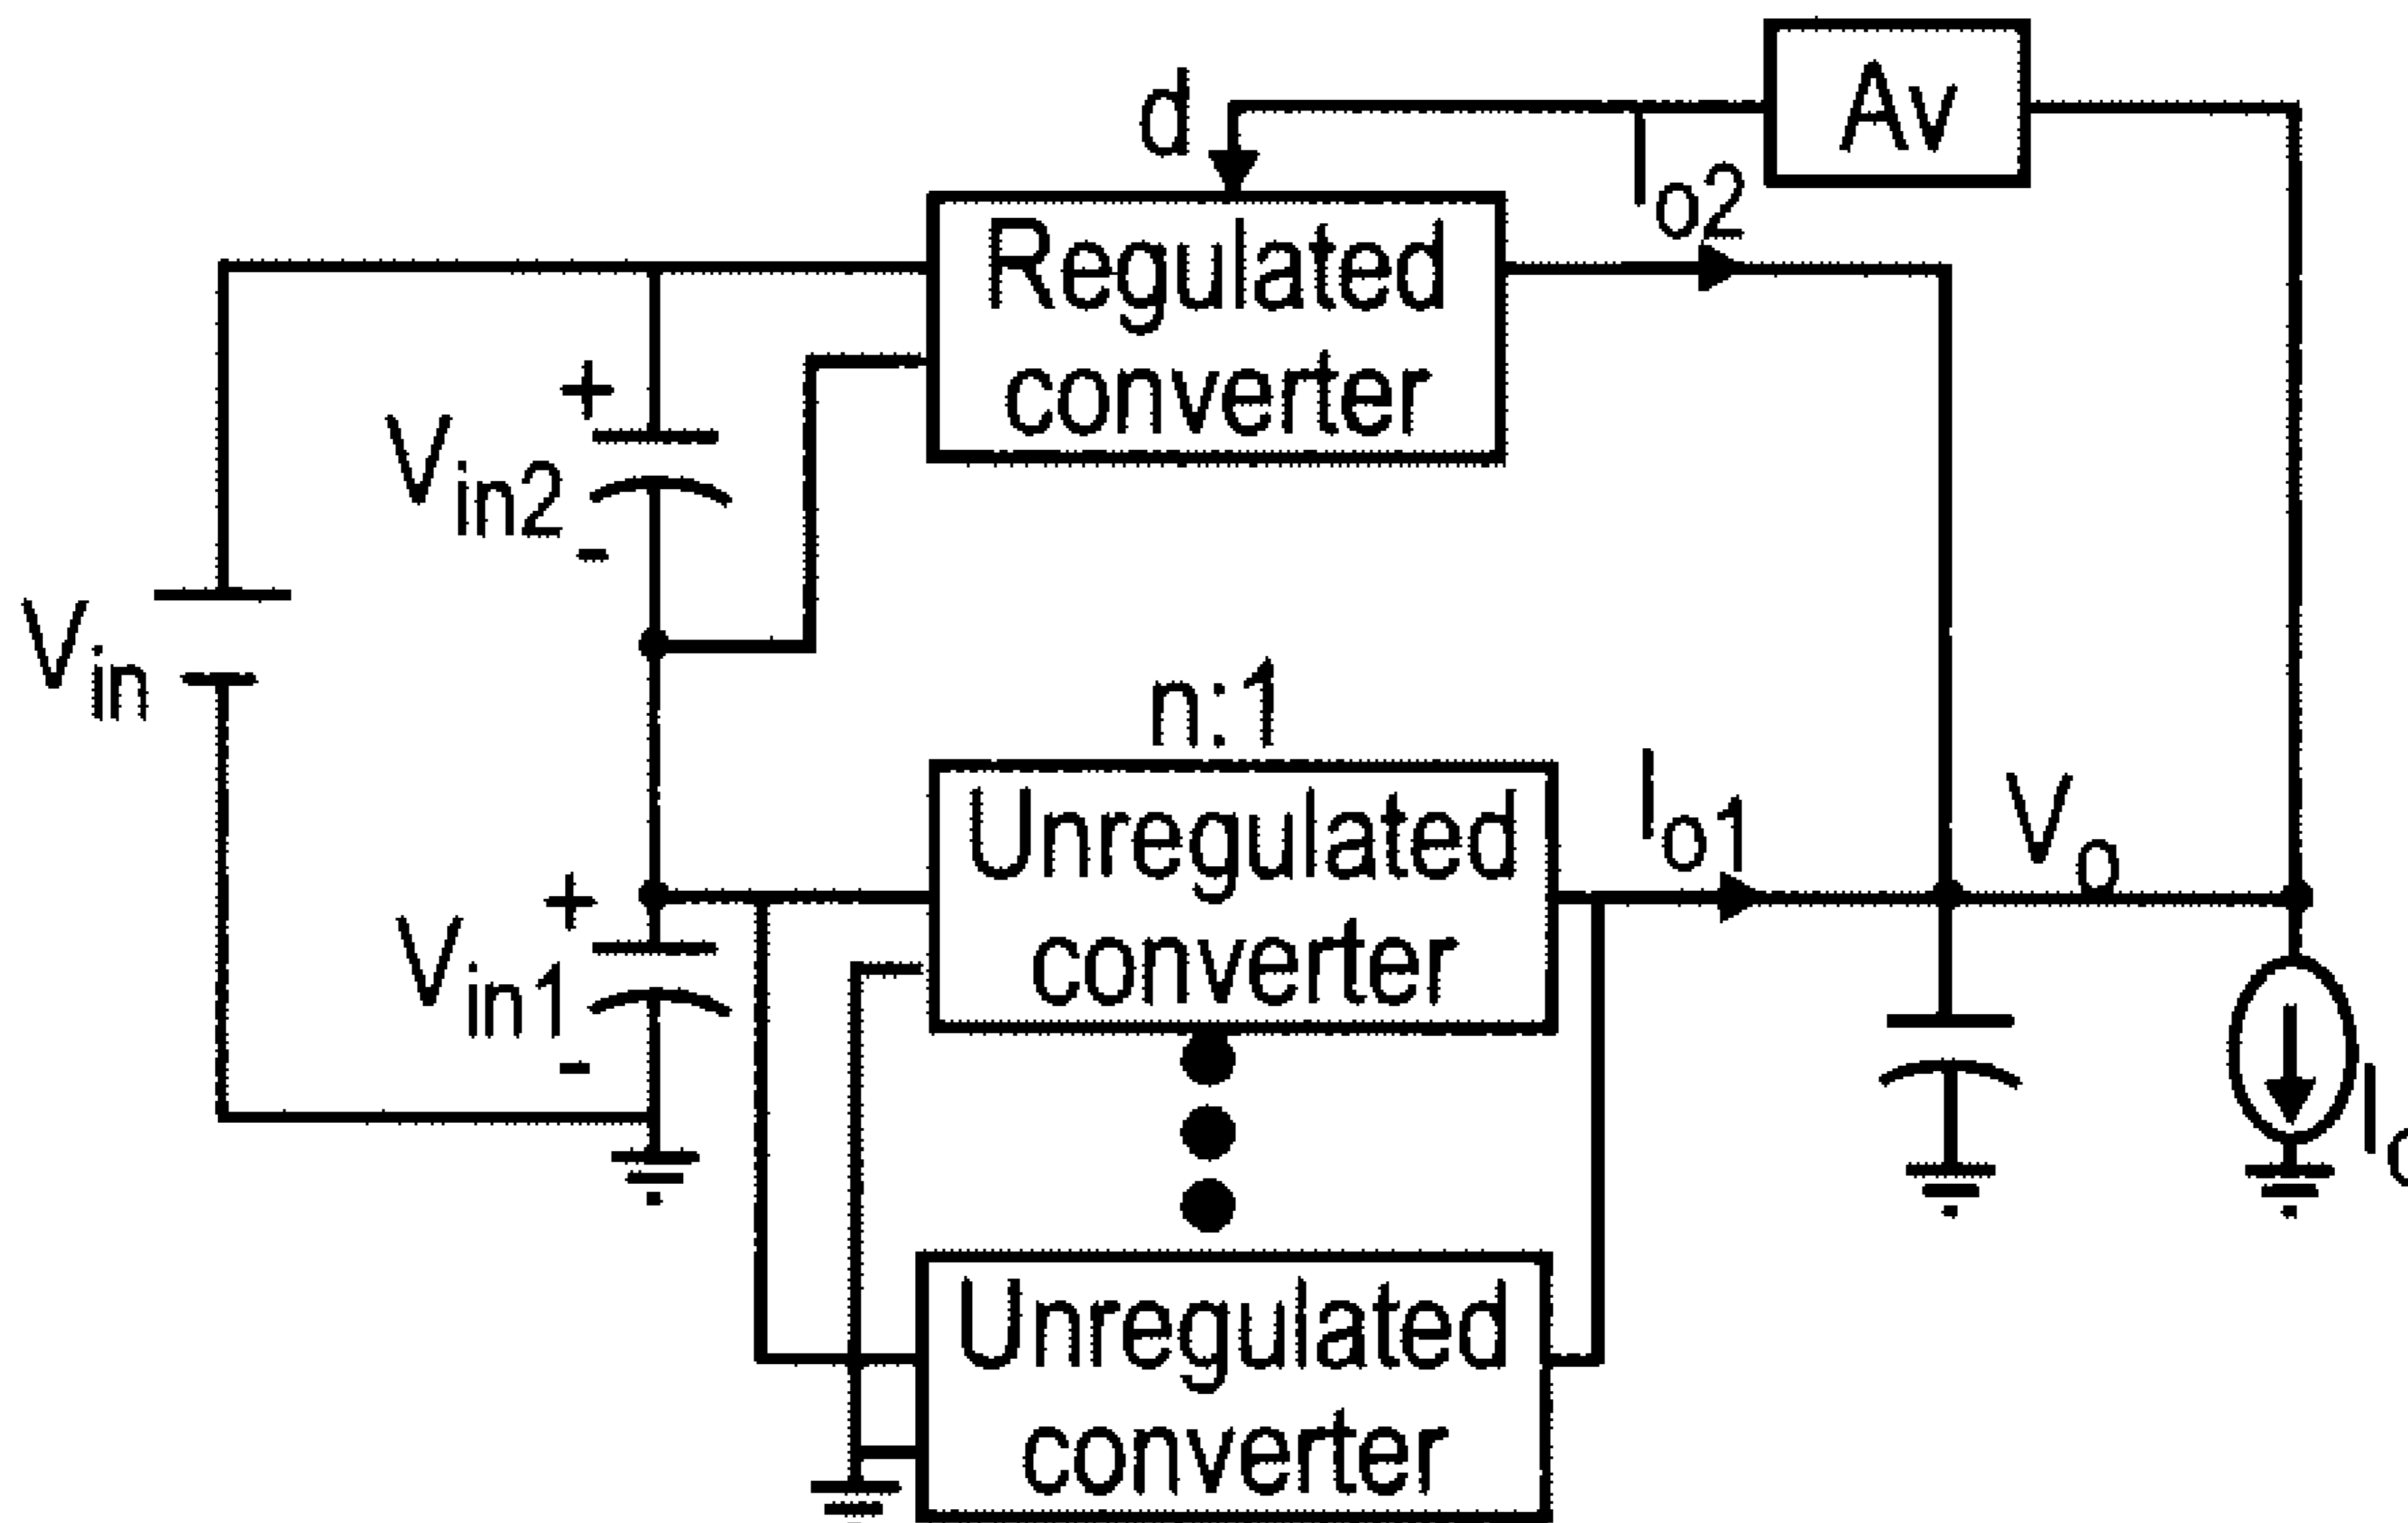 Av
d
Io2
Regulated
converter
+
Vin2
-
Vin
n:1
Unregulated
converter
Io1
Vo
+
Vin1
-
Unregulated
converter